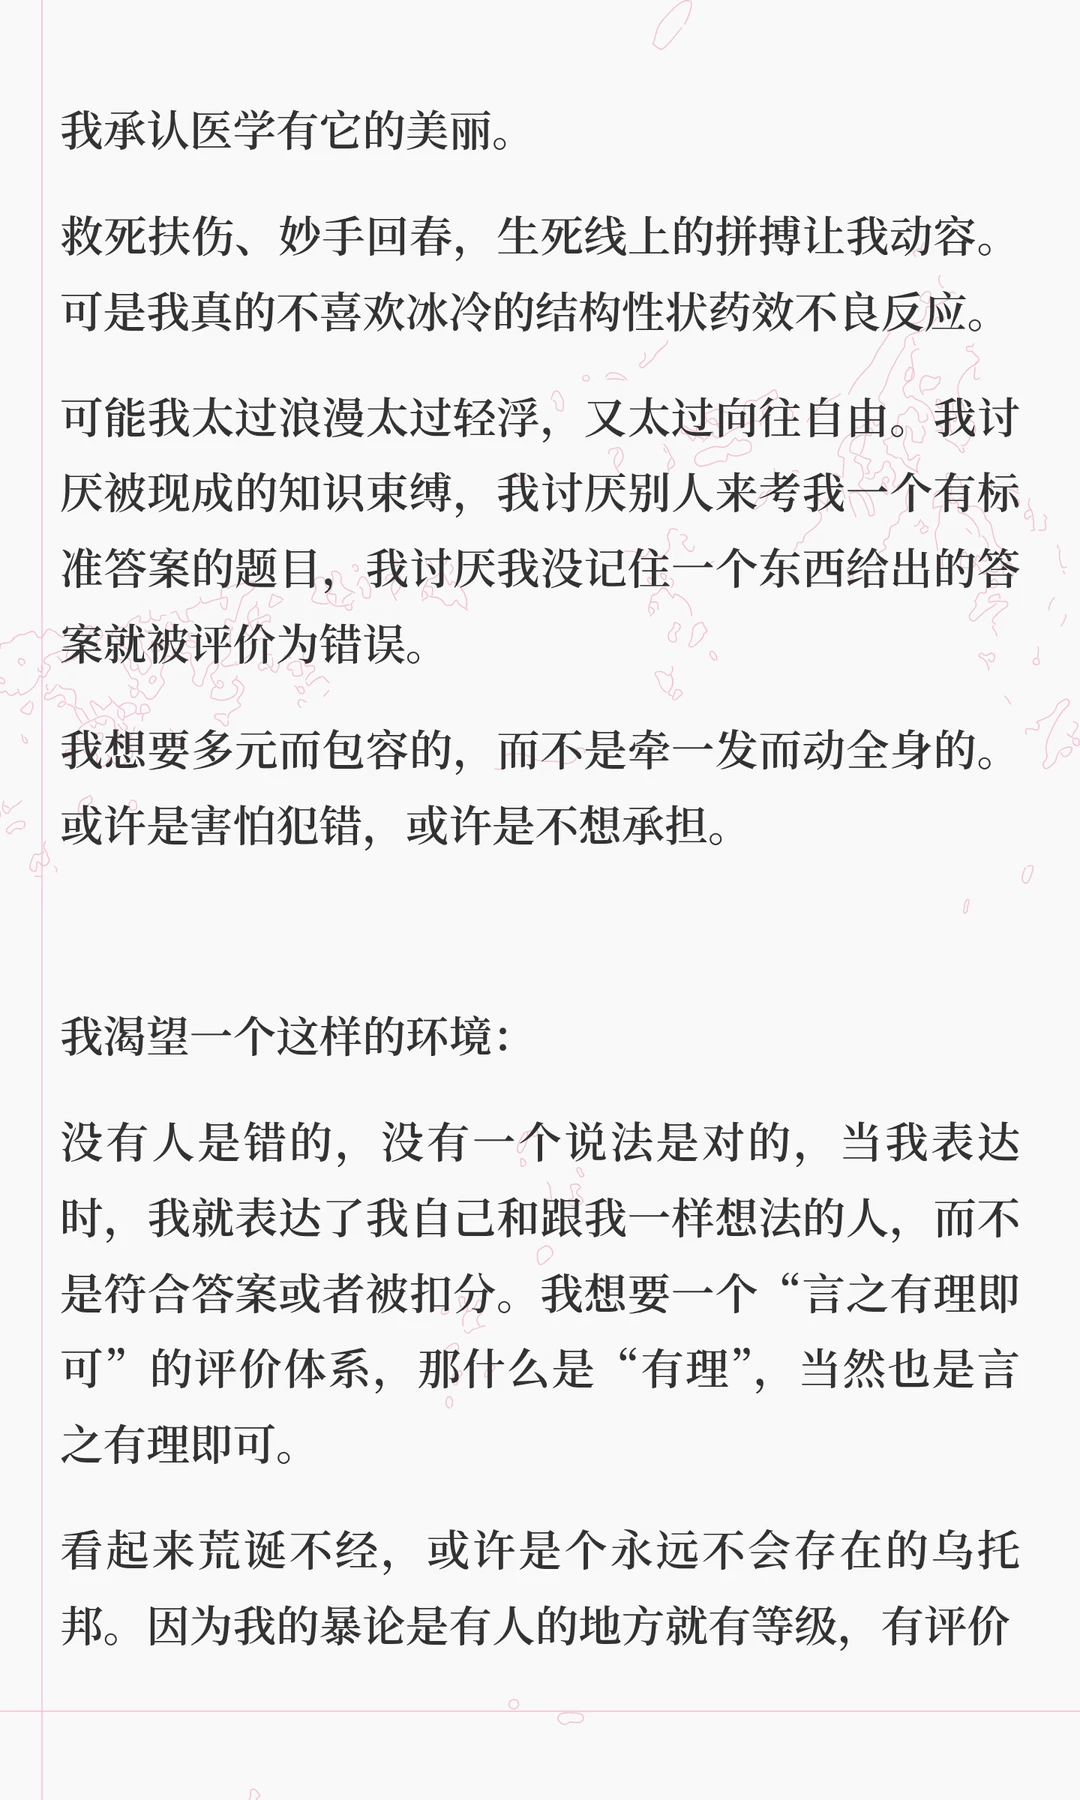 我承认医学有它的美丽。
救死扶伤、妙手回春，生死线上的拼搏让我动容。
可是我真的不喜欢冰冷的结构性状药效不良反应。
可能我太过浪漫太过轻浮，又太过向往自由。我讨
厌被现成的知识束缚，我讨厌别人来考我一个有标
准答案的题目，我讨厌我没记住一个东西给出的答
案就被评价为错误。
我想要多元而包容的，而不是牵一发而动全身的。
或许是害怕犯错，或许是不想承担。
我渴望一个这样的环境：
没有人是错的，没有一个说法是对的，当我表达
时，我就表达了我自己和跟我一样想法的人，而不
是符合答案或者被扣分。我想要一个“言之有理即
可”的评价体系，那什么是“有理”，当然也是言
之有理即可。
看起来荒诞不经，或许是个永远不会存在的乌托
邦。因为我的暴论是有人的地方就有等级，有评价